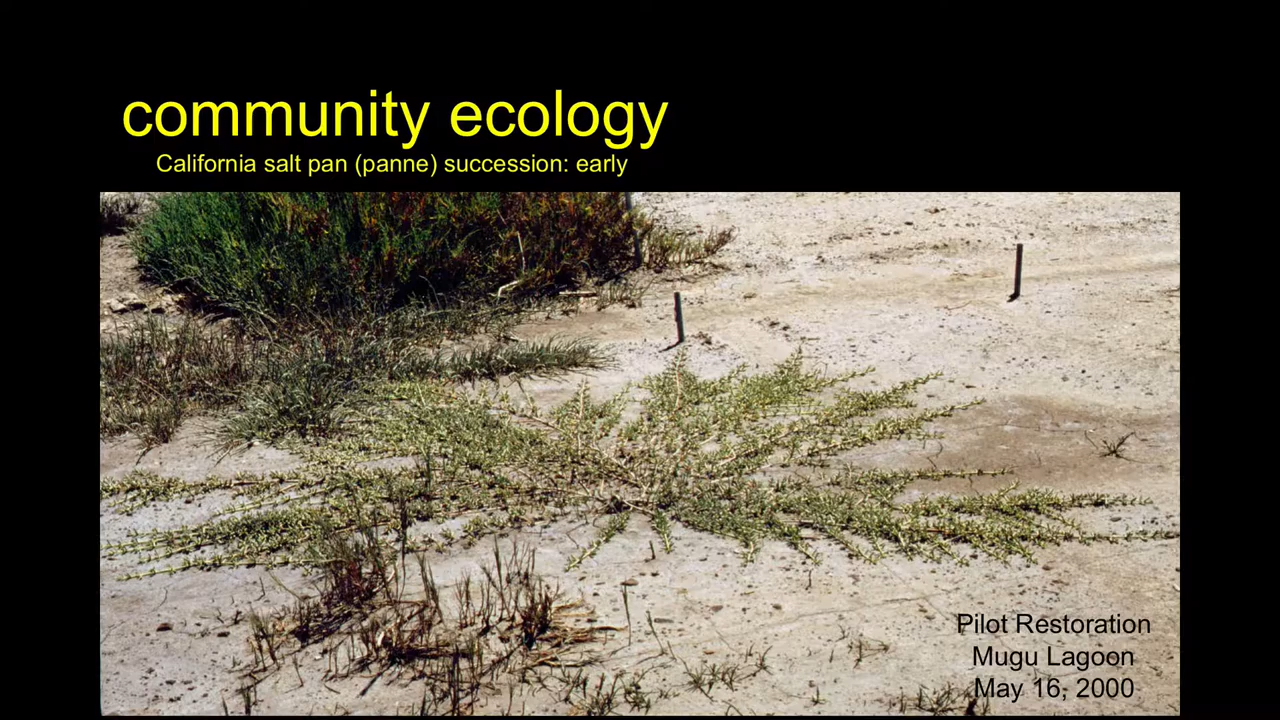 community ecology
California salt pan (panne) succession: early
Pilot Restoration
Mugu Lagoon
May 16, 2000